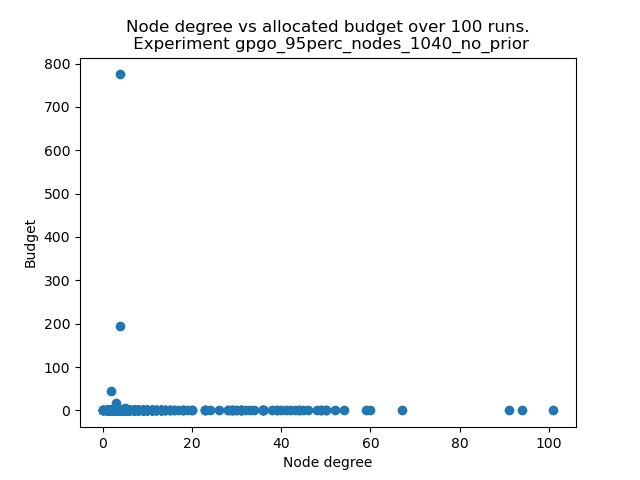 Node degree vs allocated budget over 100 runs.
Experiment gpgo_95perc_nodes_1040_no_prior
800
700
600
500
400
300
200
100
0
Budget
0 20 40 60 80 100
Node degree